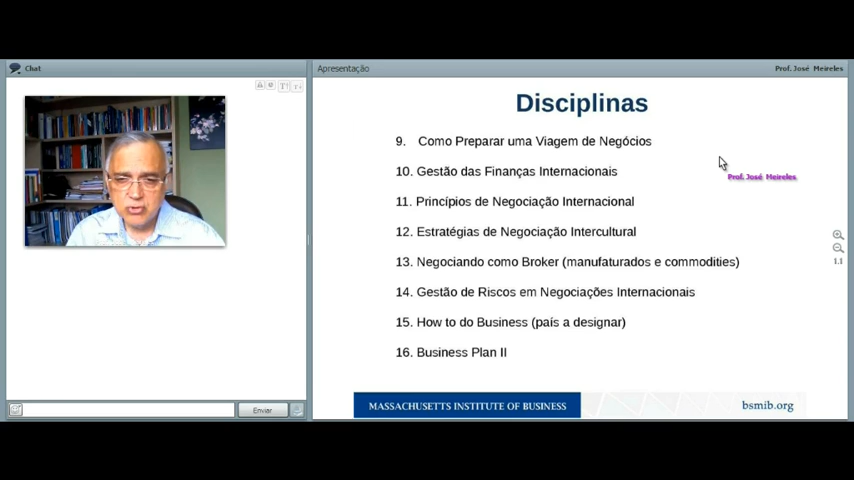 Chat
Apresentação
Prof. José Meireles
Disciplinas
9. Como Preparar uma Viagem de Negócios
Prof. José Meireles
10. Gestão das Finanças Internacionais
11. Princípios de Negociação Internacional
12. Estratégias de Negociação Intercultural
13. Negociando como Broker (manufaturados e commodities)
14. Gestão de Riscos em Negociações Internacionais
15. How to do Business (país a designar)
16. Business Plan II
MASSACHUSETTS INSTITUTE OF BUSINESS
bsmib.org
Enviar
1:1